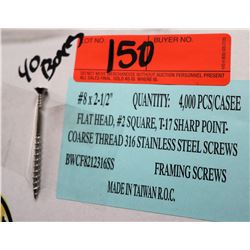 LOT NO.
BUYER NO.
150
DO NOT REMOVE MERCHANDISE WITHOUT AUCTION PERSONNEL PRESENT
ALL SALES FINAL. SOLD AS IS. WHERE IS.
40 Boxes
#8 x 2-1/2" QUANTITY: 4,000 PCS/CASEE
FLAT HEAD, #2 SQUARE, T-17 SHARP POINT-
COARSE THREAD 316 STAINLESS STEEL SCREWS
BWCF8212316SS FRAMING SCREWS
MADE IN TAIWAN R.O.C.